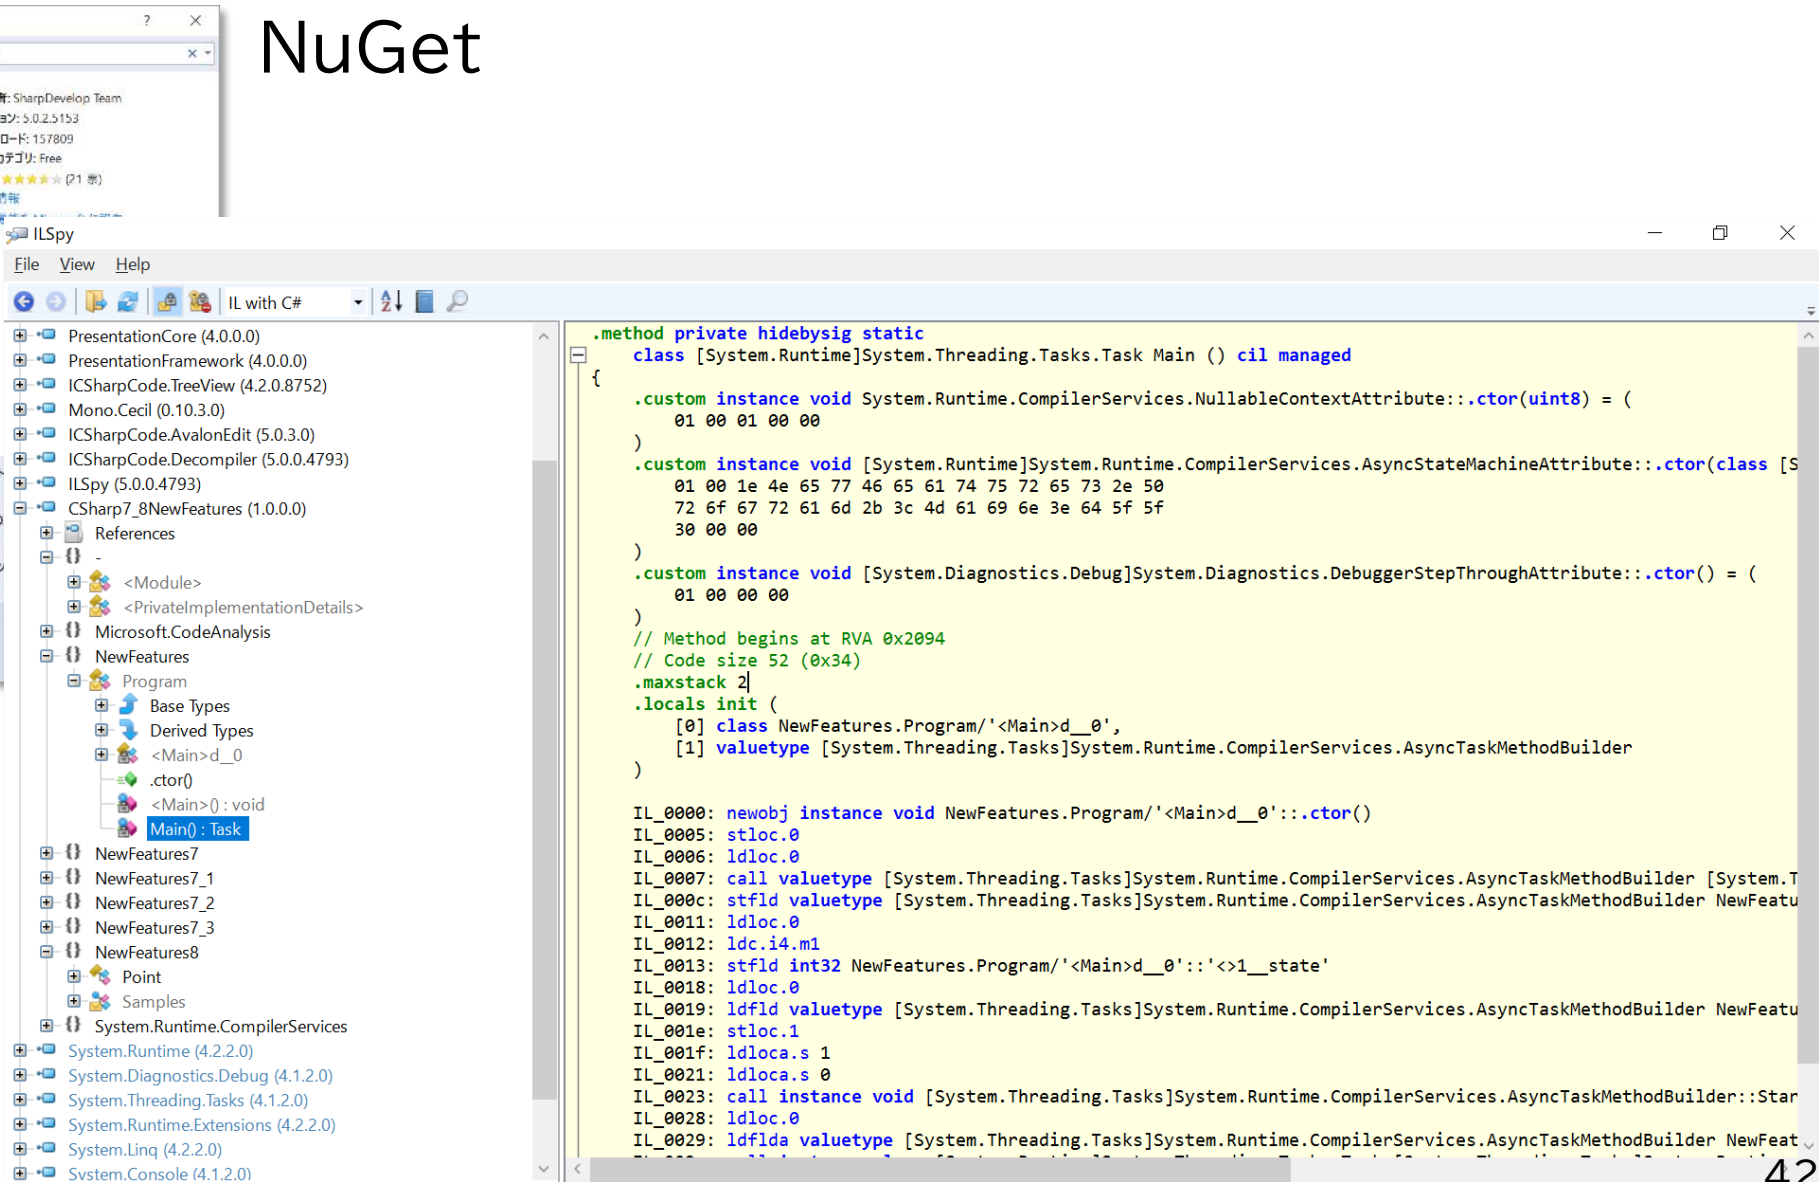 NuGet
?
者: SharpDevelop Team
ョン: 5.0.2.5153
ロード: 157809
カテゴリ: Free
(21 票)
情報
ILSpy
File View Help
IL with C#
PresentationCore (4.0.0.0)
PresentationFramework (4.0.0.0)
ICSharpCode.TreeView (4.2.0.8752)
Mono.Cecil (0.10.3.0)
ICSharpCode.AvalonEdit (5.0.3.0)
ICSharpCode.Decompiler (5.0.0.4793)
ILSpy (5.0.0.4793)
CSharp7_8NewFeatures (1.0.0.0)
References
{} -
<Module>
<PrivateImplementationDetails>
{} Microsoft.CodeAnalysis
{} NewFeatures
Program
Base Types
Derived Types
<Main>d__0
.ctor()
<Main>() : void
Main() : Task
{} NewFeatures7
{} NewFeatures7_1
{} NewFeatures7_2
{} NewFeatures7_3
{} NewFeatures8
Point
Samples
{} System.Runtime.CompilerServices
System.Runtime (4.2.2.0)
System.Diagnostics.Debug (4.1.2.0)
System.Threading.Tasks (4.1.2.0)
System.Runtime.Extensions (4.2.2.0)
System.Linq (4.2.2.0)
System.Console (4.1.2.0)
.method private hidebysig static
class [System.Runtime]System.Threading.Tasks.Task Main () cil managed
{
.custom instance void System.Runtime.CompilerServices.NullableContextAttribute::.ctor(uint8) = (
01 00 01 00 00
)
.custom instance void [System.Runtime]System.Runtime.CompilerServices.AsyncStateMachineAttribute::.ctor(class [S
01 00 1e 4e 65 77 46 65 61 74 75 72 65 73 2e 50
72 6f 67 72 61 6d 2b 3c 4d 61 69 6e 3e 64 5f 5f
30 00 00
)
.custom instance void [System.Diagnostics.Debug]System.Diagnostics.DebuggerStepThroughAttribute::.ctor() = (
01 00 00 00
)
// Method begins at RVA 0x2094
// Code size 52 (0x34)
.maxstack 2
.locals init (
[0] class NewFeatures.Program/'<Main>d__0',
[1] valuetype [System.Threading.Tasks]System.Runtime.CompilerServices.AsyncTaskMethodBuilder
)
IL_0000: newobj instance void NewFeatures.Program/'<Main>d__0'::.ctor()
IL_0005: stloc.0
IL_0006: ldloc.0
IL_0007: call valuetype [System.Threading.Tasks]System.Runtime.CompilerServices.AsyncTaskMethodBuilder [System.T
IL_000c: stfld valuetype [System.Threading.Tasks]System.Runtime.CompilerServices.AsyncTaskMethodBuilder NewFeatu
IL_0011: ldloc.0
IL_0012: ldc.i4.m1
IL_0013: stfld int32 NewFeatures.Program/'<Main>d__0'::'<>1__state'
IL_0018: ldloc.0
IL_0019: ldfld valuetype [System.Threading.Tasks]System.Runtime.CompilerServices.AsyncTaskMethodBuilder NewFeatu
IL_001e: stloc.1
IL_001f: ldloca.s 1
IL_0021: ldloca.s 0
IL_0023: call instance void [System.Threading.Tasks]System.Runtime.CompilerServices.AsyncTaskMethodBuilder::Star
IL_0028: ldloc.0
IL_0029: ldflda valuetype [System.Threading.Tasks]System.Runtime.CompilerServices.AsyncTaskMethodBuilder NewFeat
42